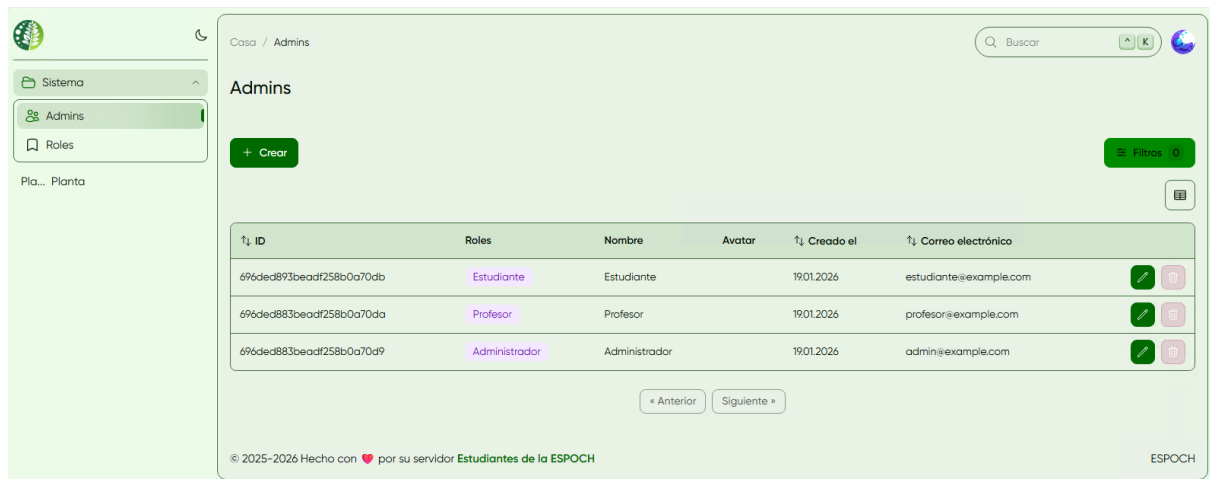 Casa / Admins
Buscar
^ K
Sistema
Admins
Roles
Pla... Planta
Admins
+ Crear
Filtros 0
ID Roles Nombre Avatar Creado el Correo electrónico
696ded893beadf258b0a70db Estudiante Estudiante 19.01.2026 estudiante@example.com
696ded883beadf258b0a70da Profesor Profesor 19.01.2026 profesor@example.com
696ded883beadf258b0a70d9 Administrador Administrador 19.01.2026 admin@example.com
« Anterior Siguiente »
© 2025-2026 Hecho con ❤ por su servidor Estudiantes de la ESPOCH
ESPOCH